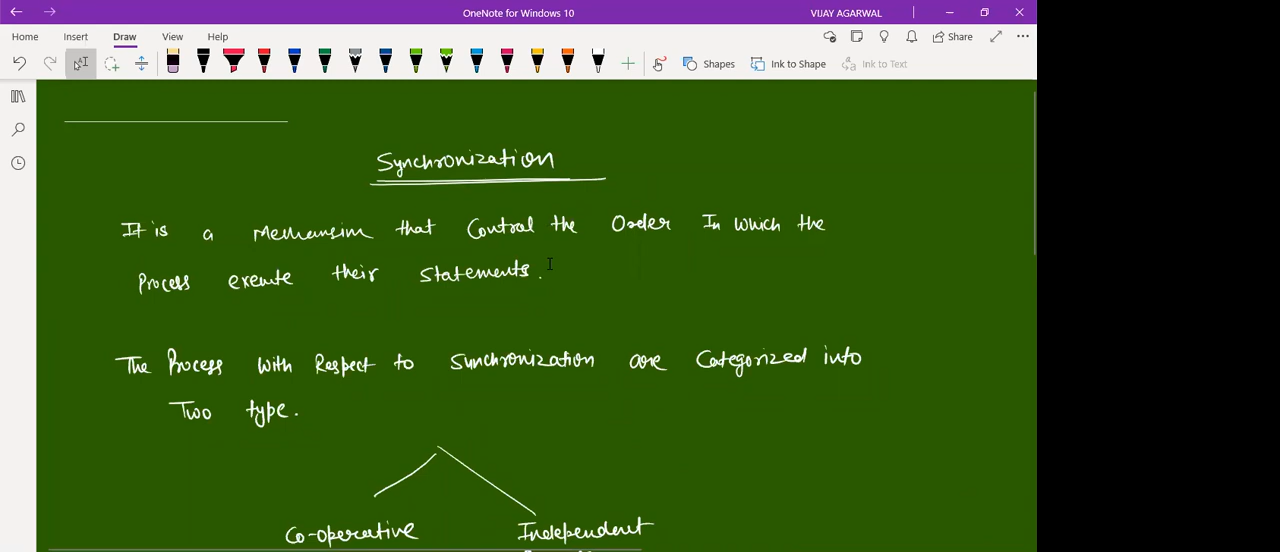 OneNote for Windows 10
VIJAY AGARWAL
Home Insert Draw View Help
Share
Shapes Ink to Shape Ink to Text
Synchronization
It is a Mechansim that Control the Order In which the
Process execute their Statements.
The Process with Respect to Synchronization are Categorized into
Two type.
Co-operative Independent